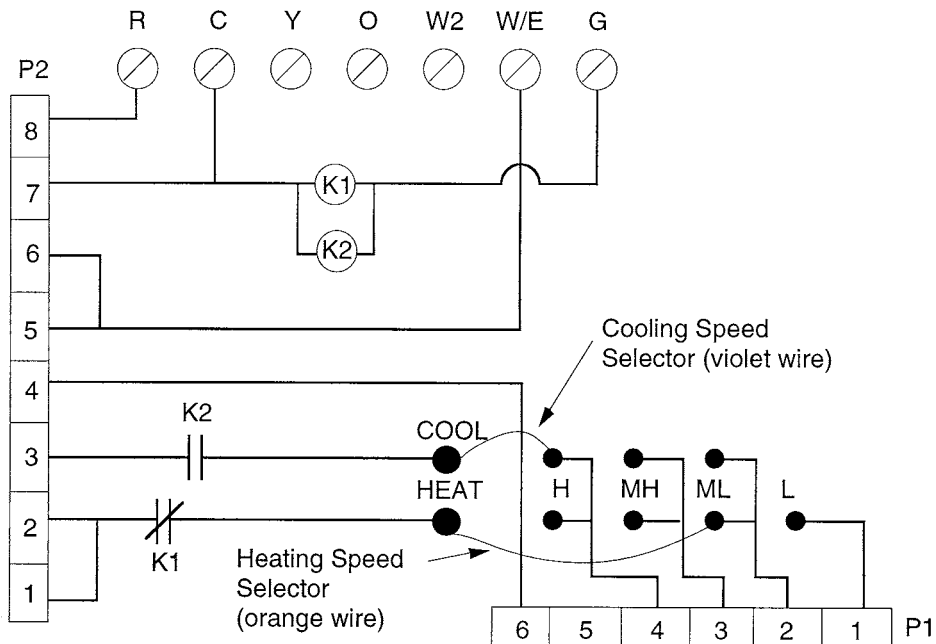 R C Y O W2 W/E G
P2
8
7
K1
6
K2
5
Cooling Speed
Selector (violet wire)
4
K2
COOL
3
HEAT H MH ML L
2
K1
Heating Speed
Selector
(orange wire)
1
6 5 4 3 2 1 P1